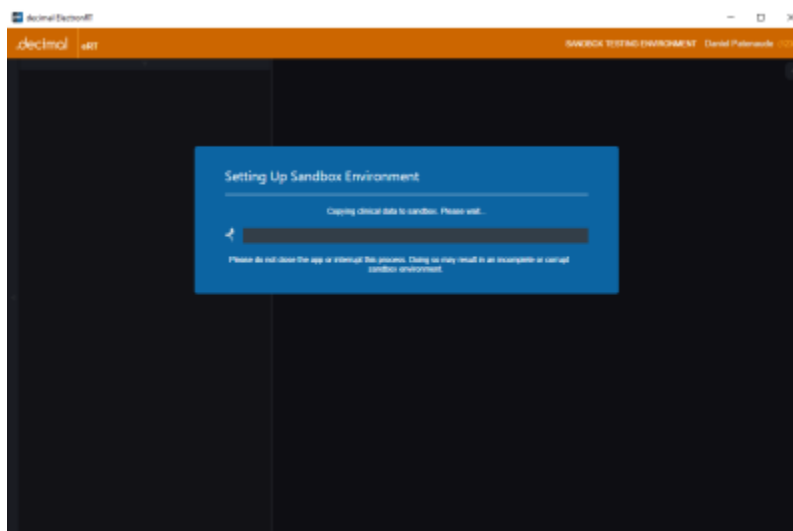 decimal ElectronRT
.decimal eRT SANDBOX TESTING ENVIRONMENT Daniel Patenaude
Setting Up Sandbox Environment
Copying clinical data to sandbox. Please wait...
Please do not close the app or interrupt this process. Doing so may result in an incomplete or corrupt
sandbox environment.